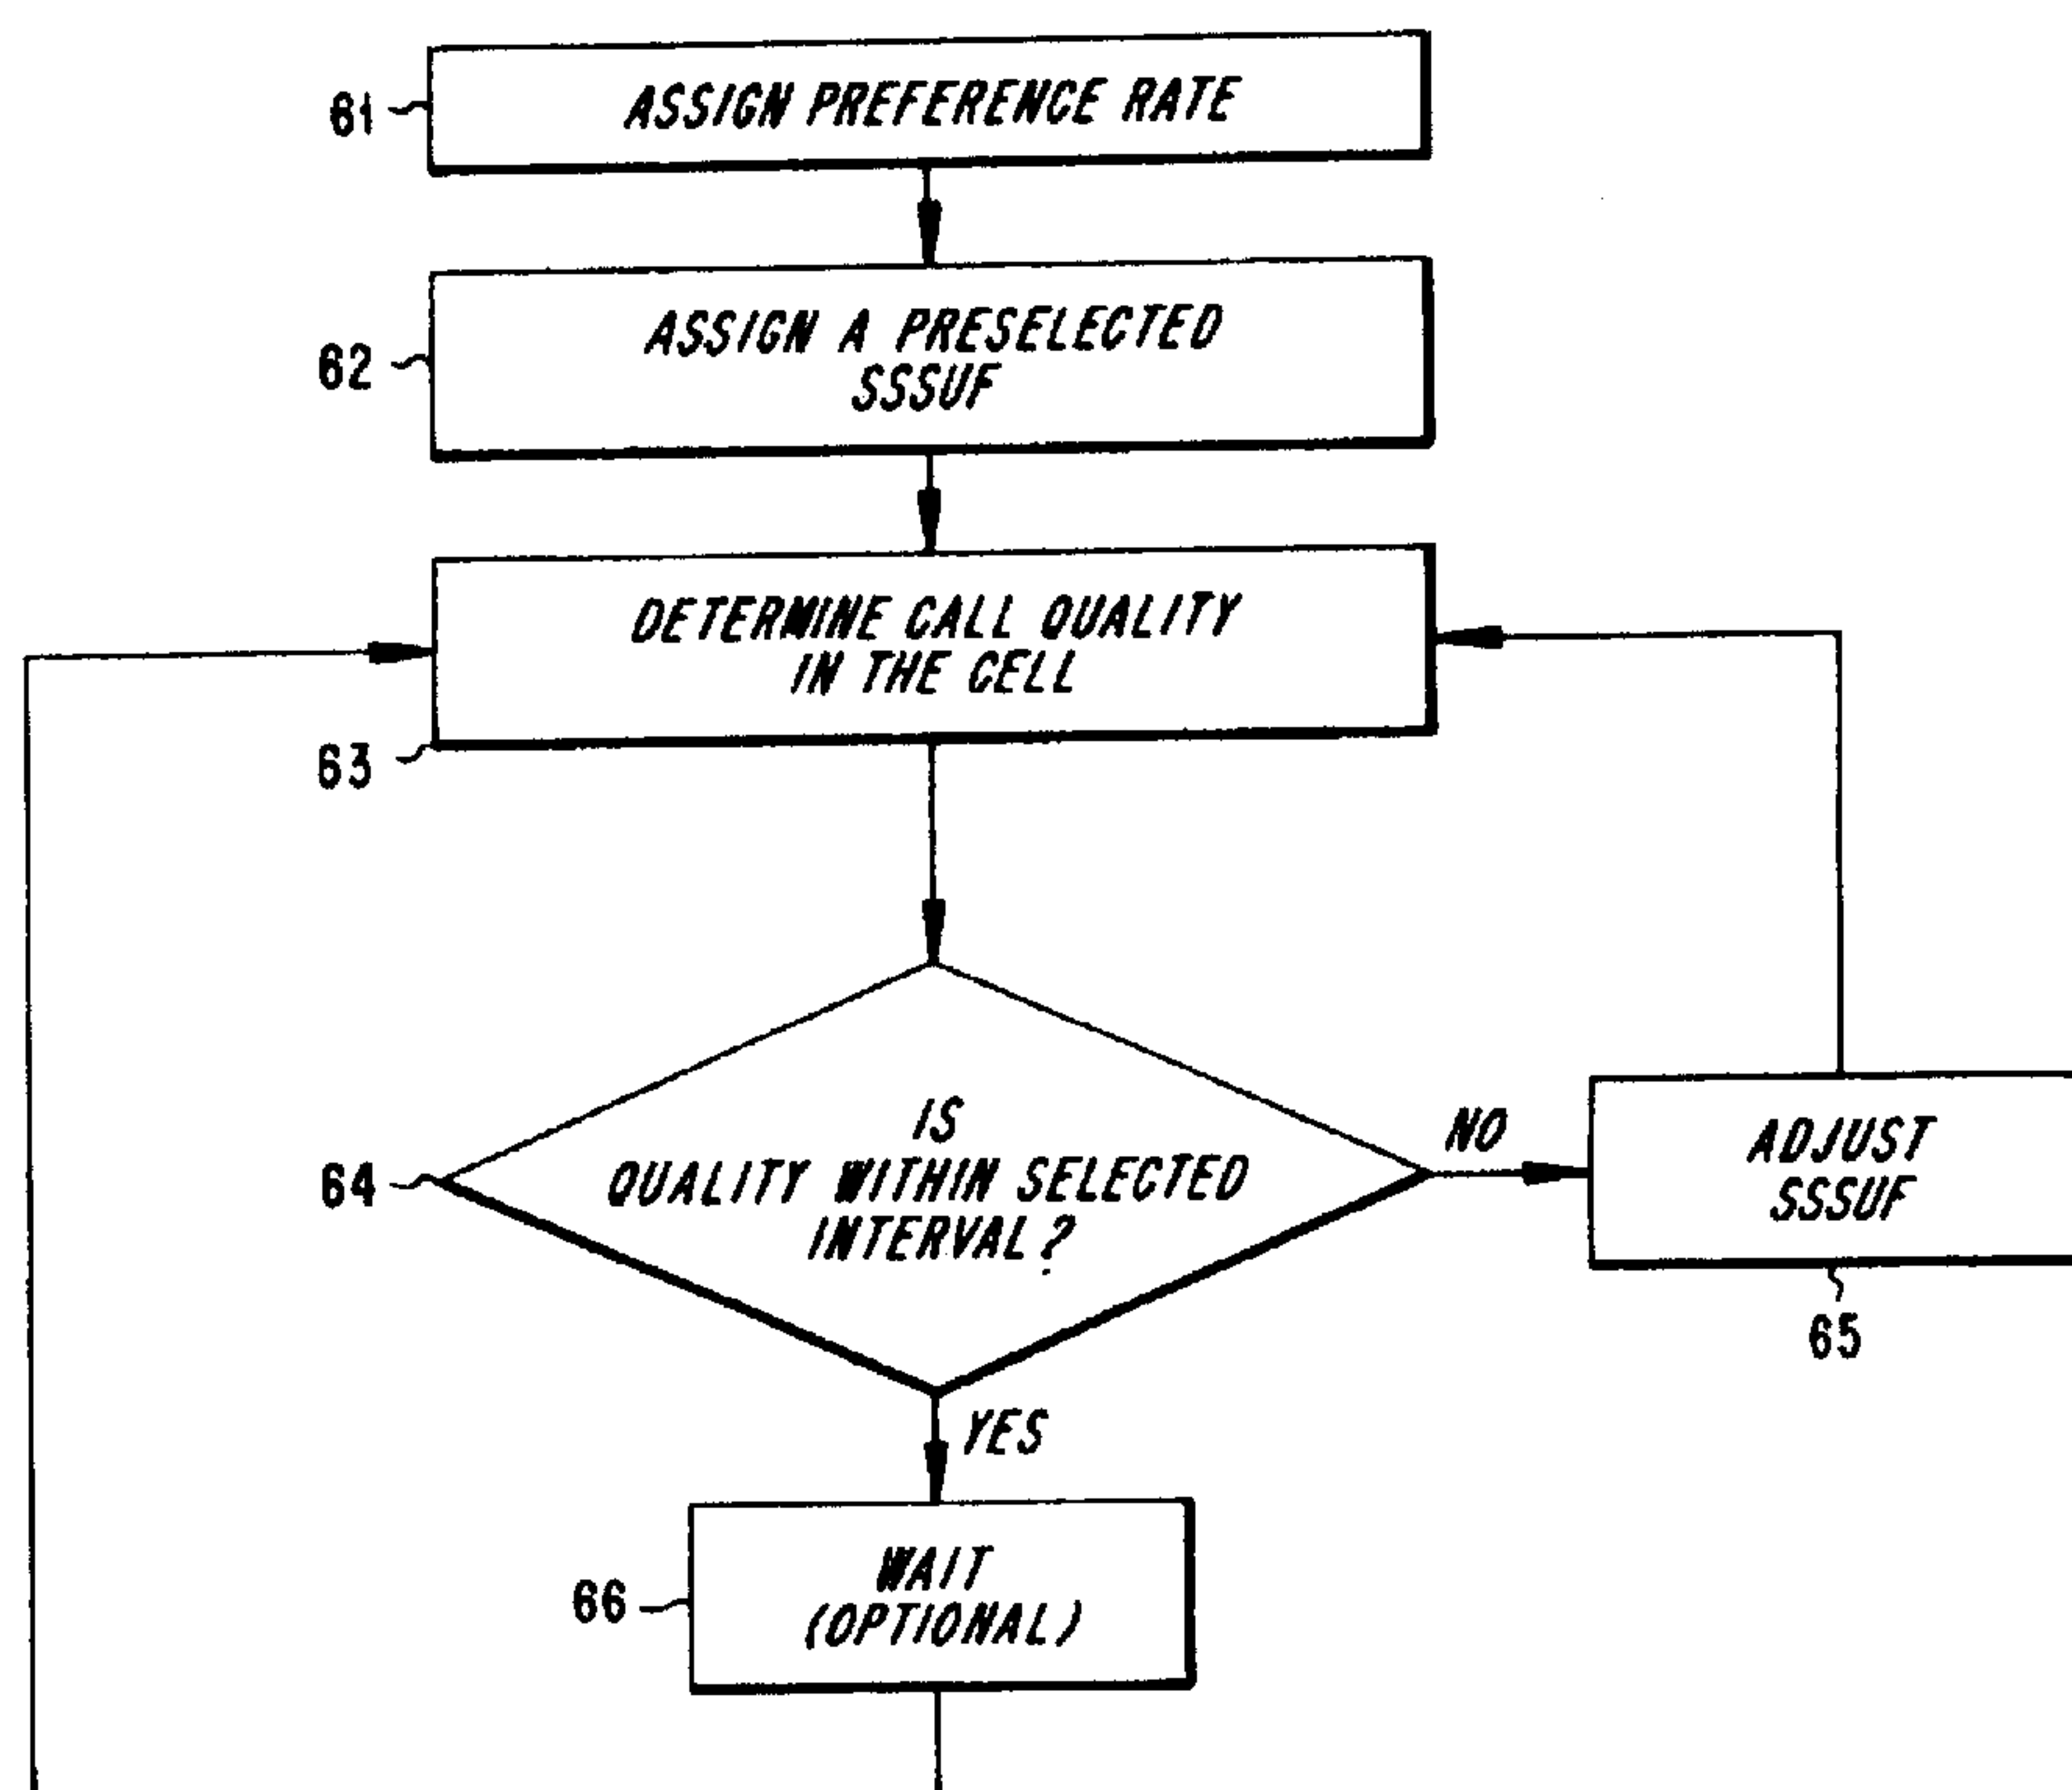 61
ASSIGN PREFERENCE RATE
62
ASSIGN A PRESELECTED
SSSUF
DETERMINE CALL QUALITY
IN THE CELL
63
IS
QUALITY WITHIN SELECTED
INTERVAL?
64
NO
ADJUST
SSSUF
65
YES
WAIT
(OPTIONAL)
66